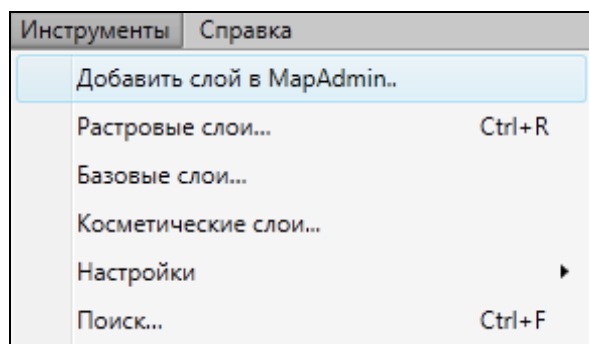 Инструменты Справка
Добавить слой в MapAdmin..
Растровые слои... Ctrl+R
Базовые слои...
Косметические слои...
Настройки
Поиск... Ctrl+F